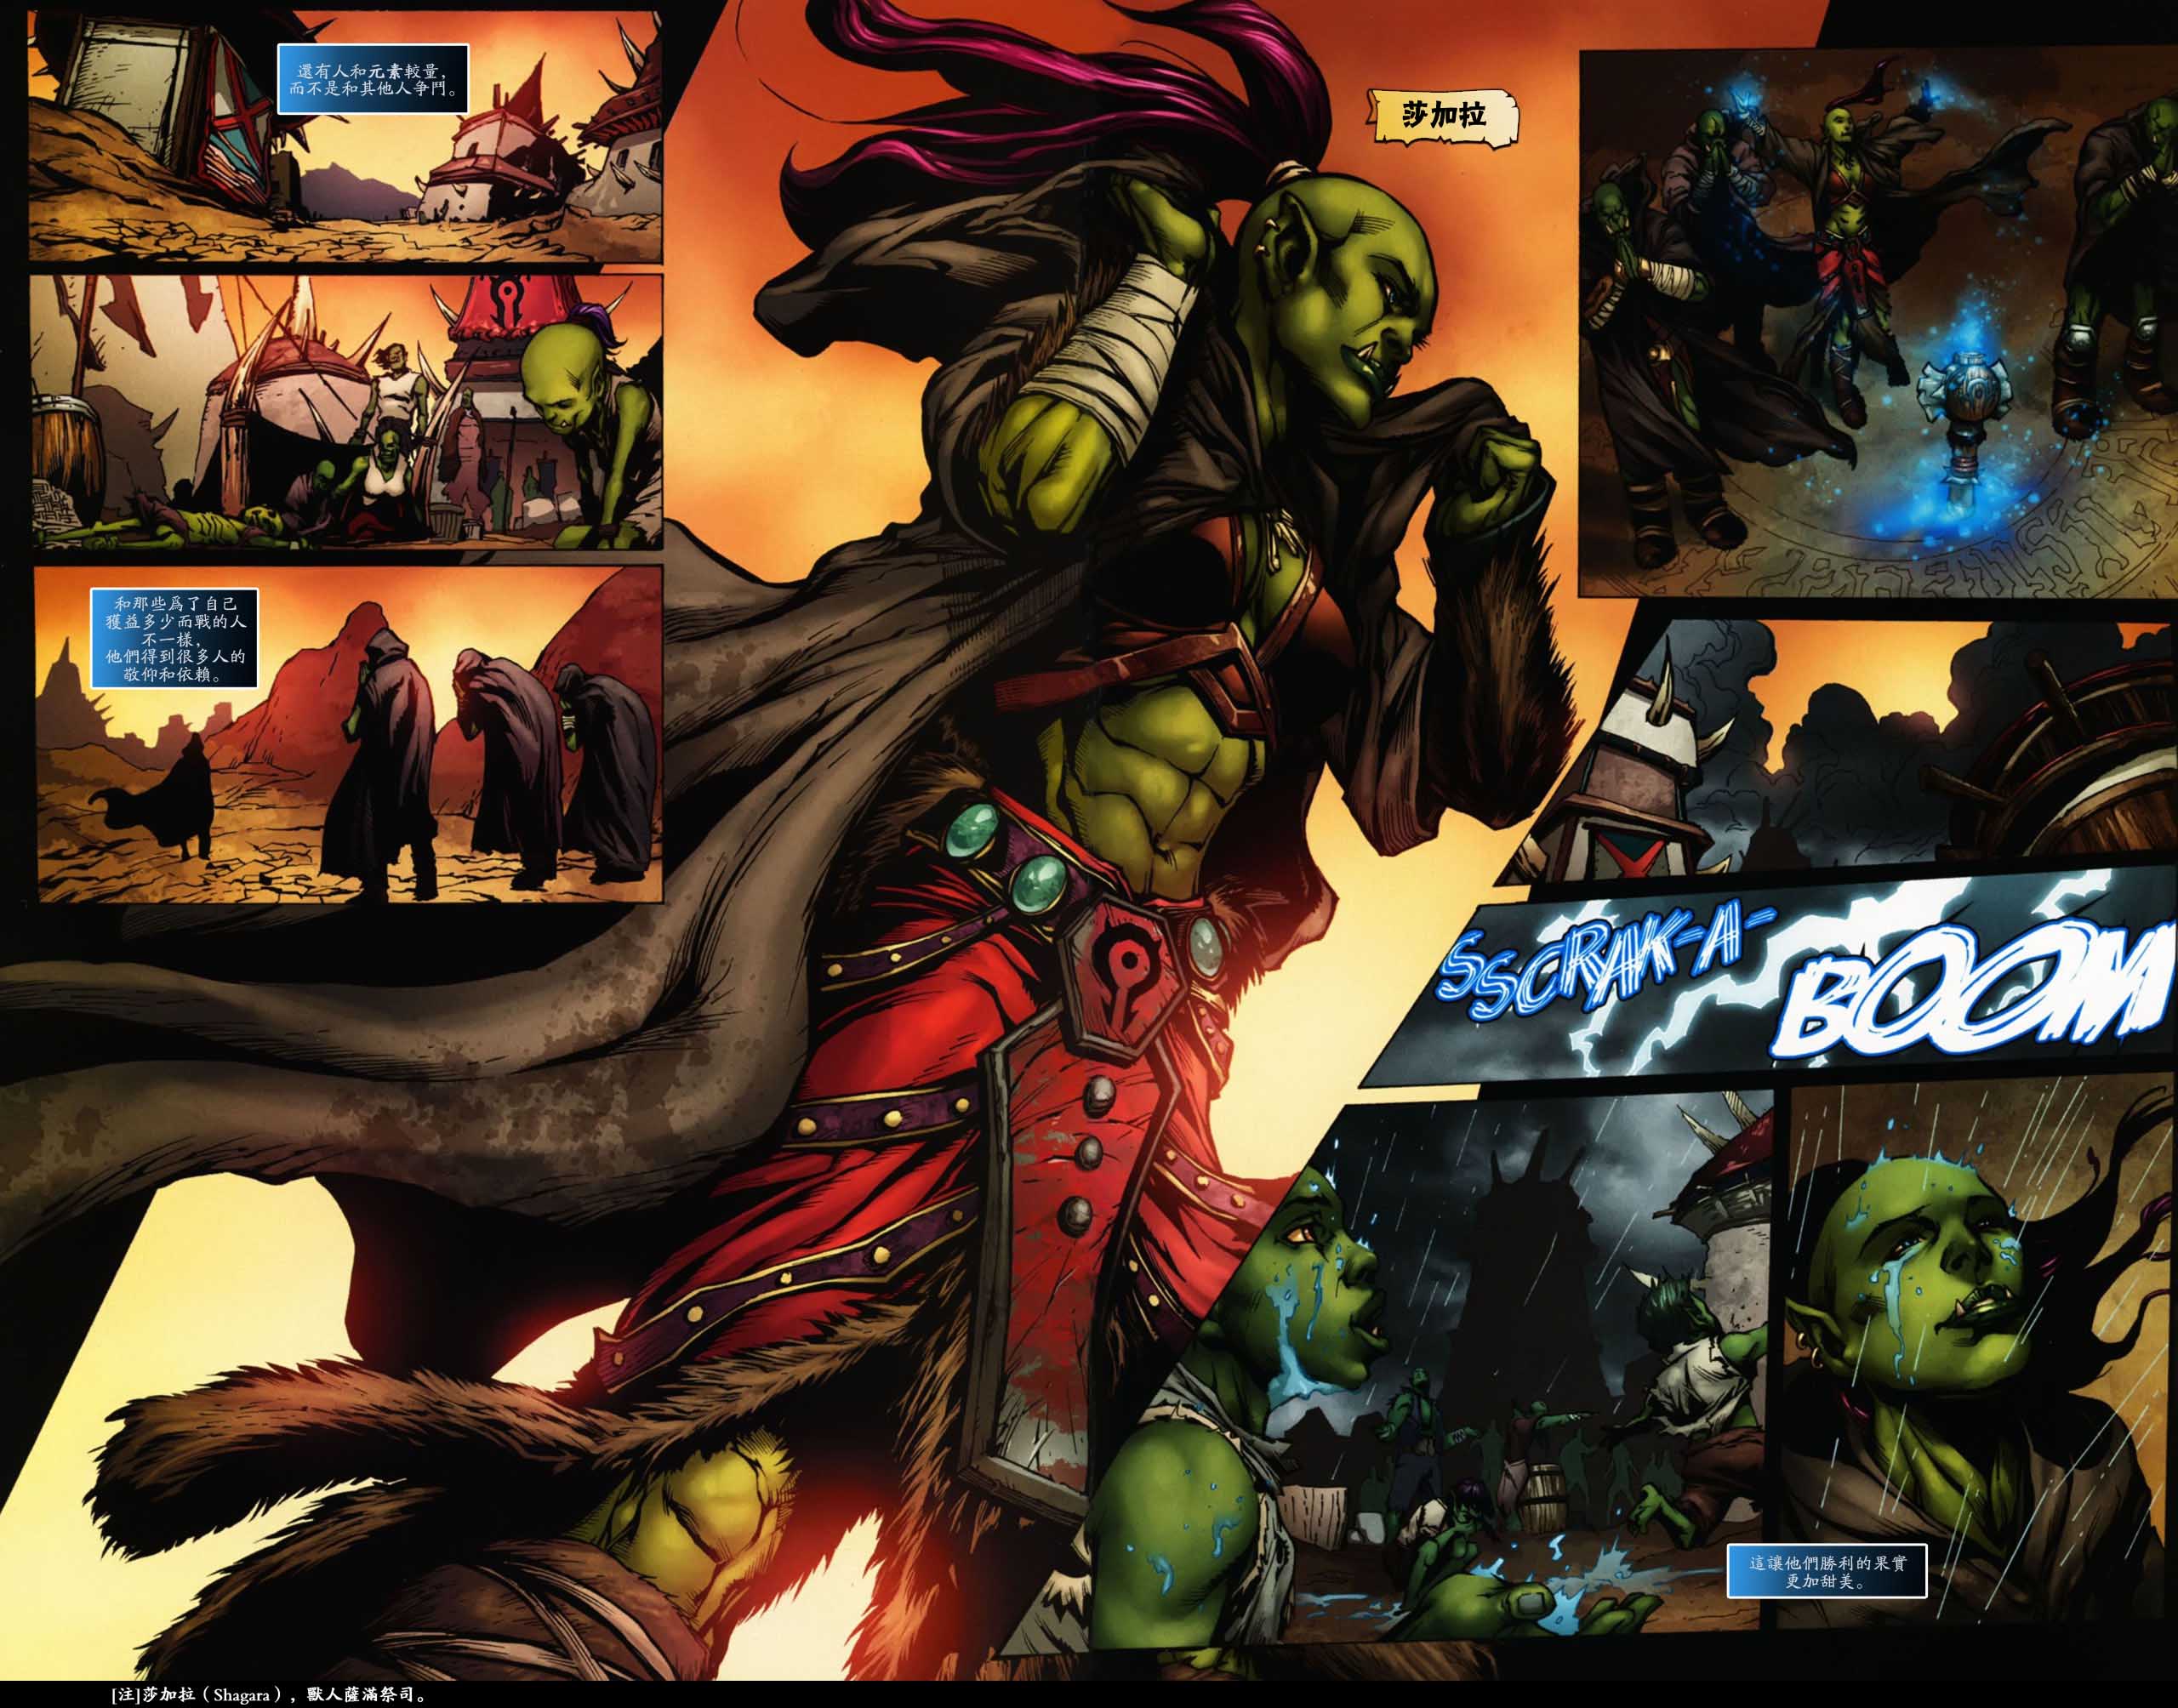 還有人和元素較量，
而不是和其他人爭鬥。
和那些爲了自己
獲益多少而戰的人
不一樣，
他們得到很多人的
敬仰和依賴。
莎加拉
SSCRAK-A-
BOOM
這讓他們勝利的果實
更加甜美。
[注]莎加拉（Shagara），獸人薩滿祭司。